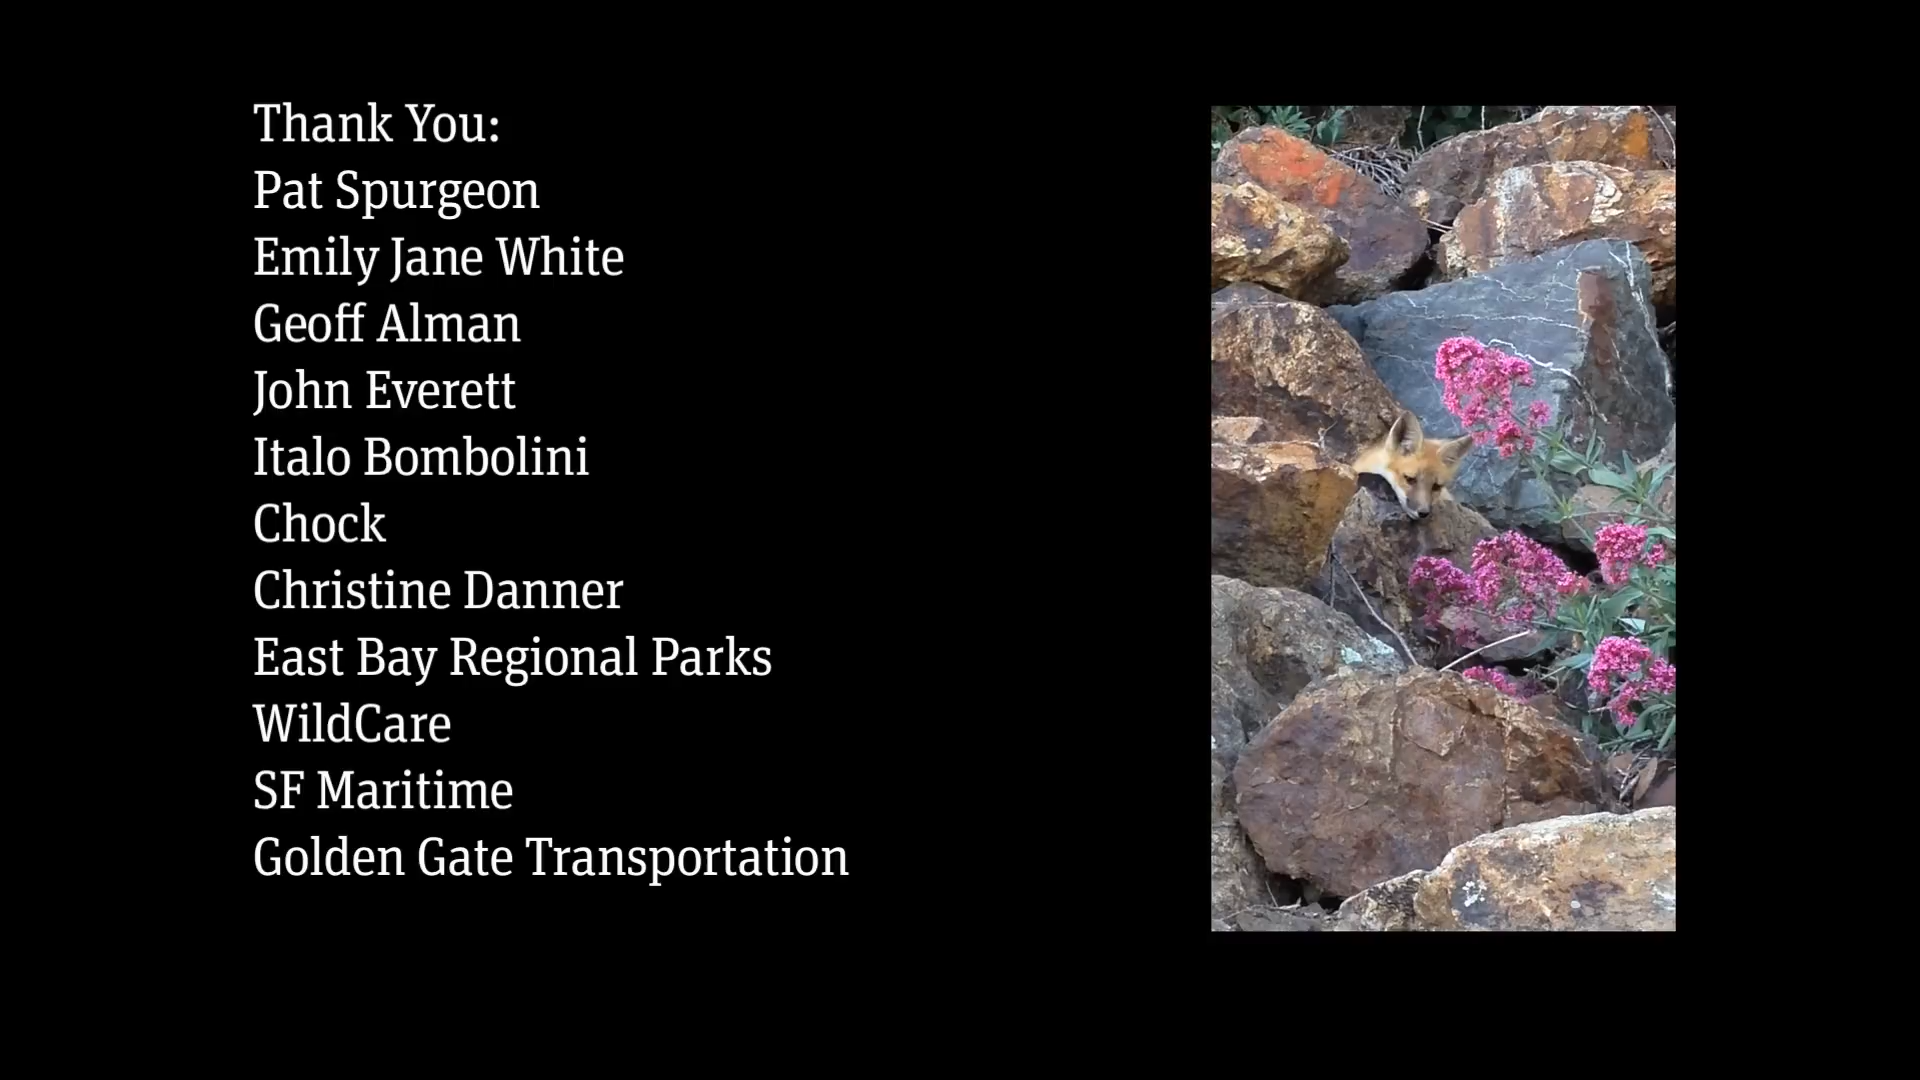 Thank You:
Pat Spurgeon
Emily Jane White
Geoff Alman
John Everett
Italo Bombolini
Chock
Christine Danner
East Bay Regional Parks
WildCare
SF Maritime
Golden Gate Transportation